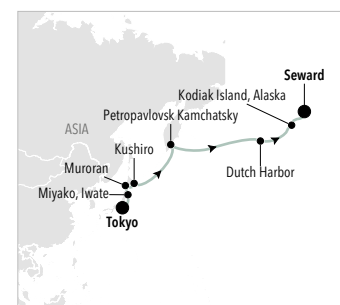 Seward
Kodiak Island, Alaska
Petropavlovsk Kamchatsky
ASIA
Kushiro
Dutch Harbor
Muroran
Miyako, Iwate
Tokyo